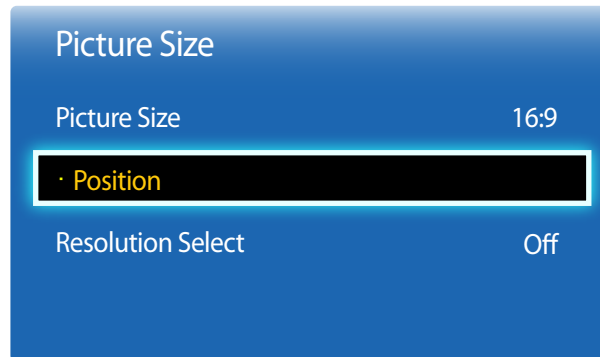 Picture Size
Picture Size 16:9
· Position
Resolution Select Off